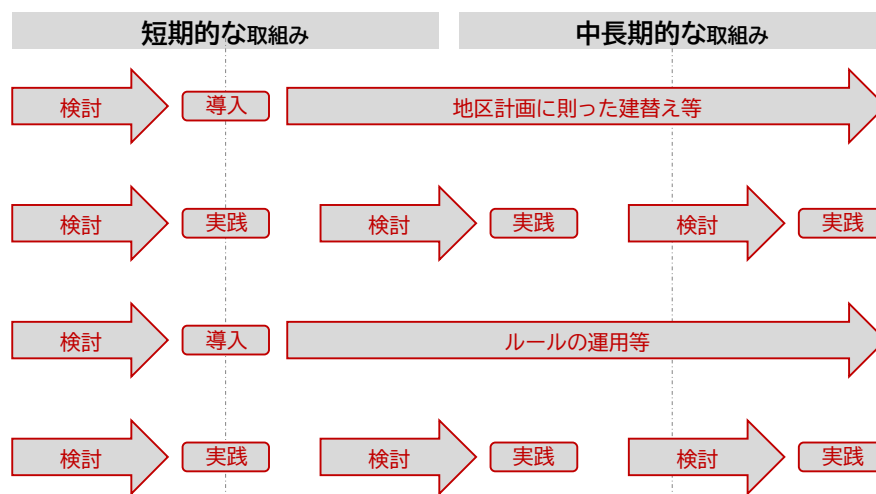 短期的な取組み 中長期的な取組み
検討 導入 地区計画に則った建替え等
検討 実践 検討 実践 検討 実践
検討 導入 ルールの運用等
検討 実践 検討 実践 検討 実践